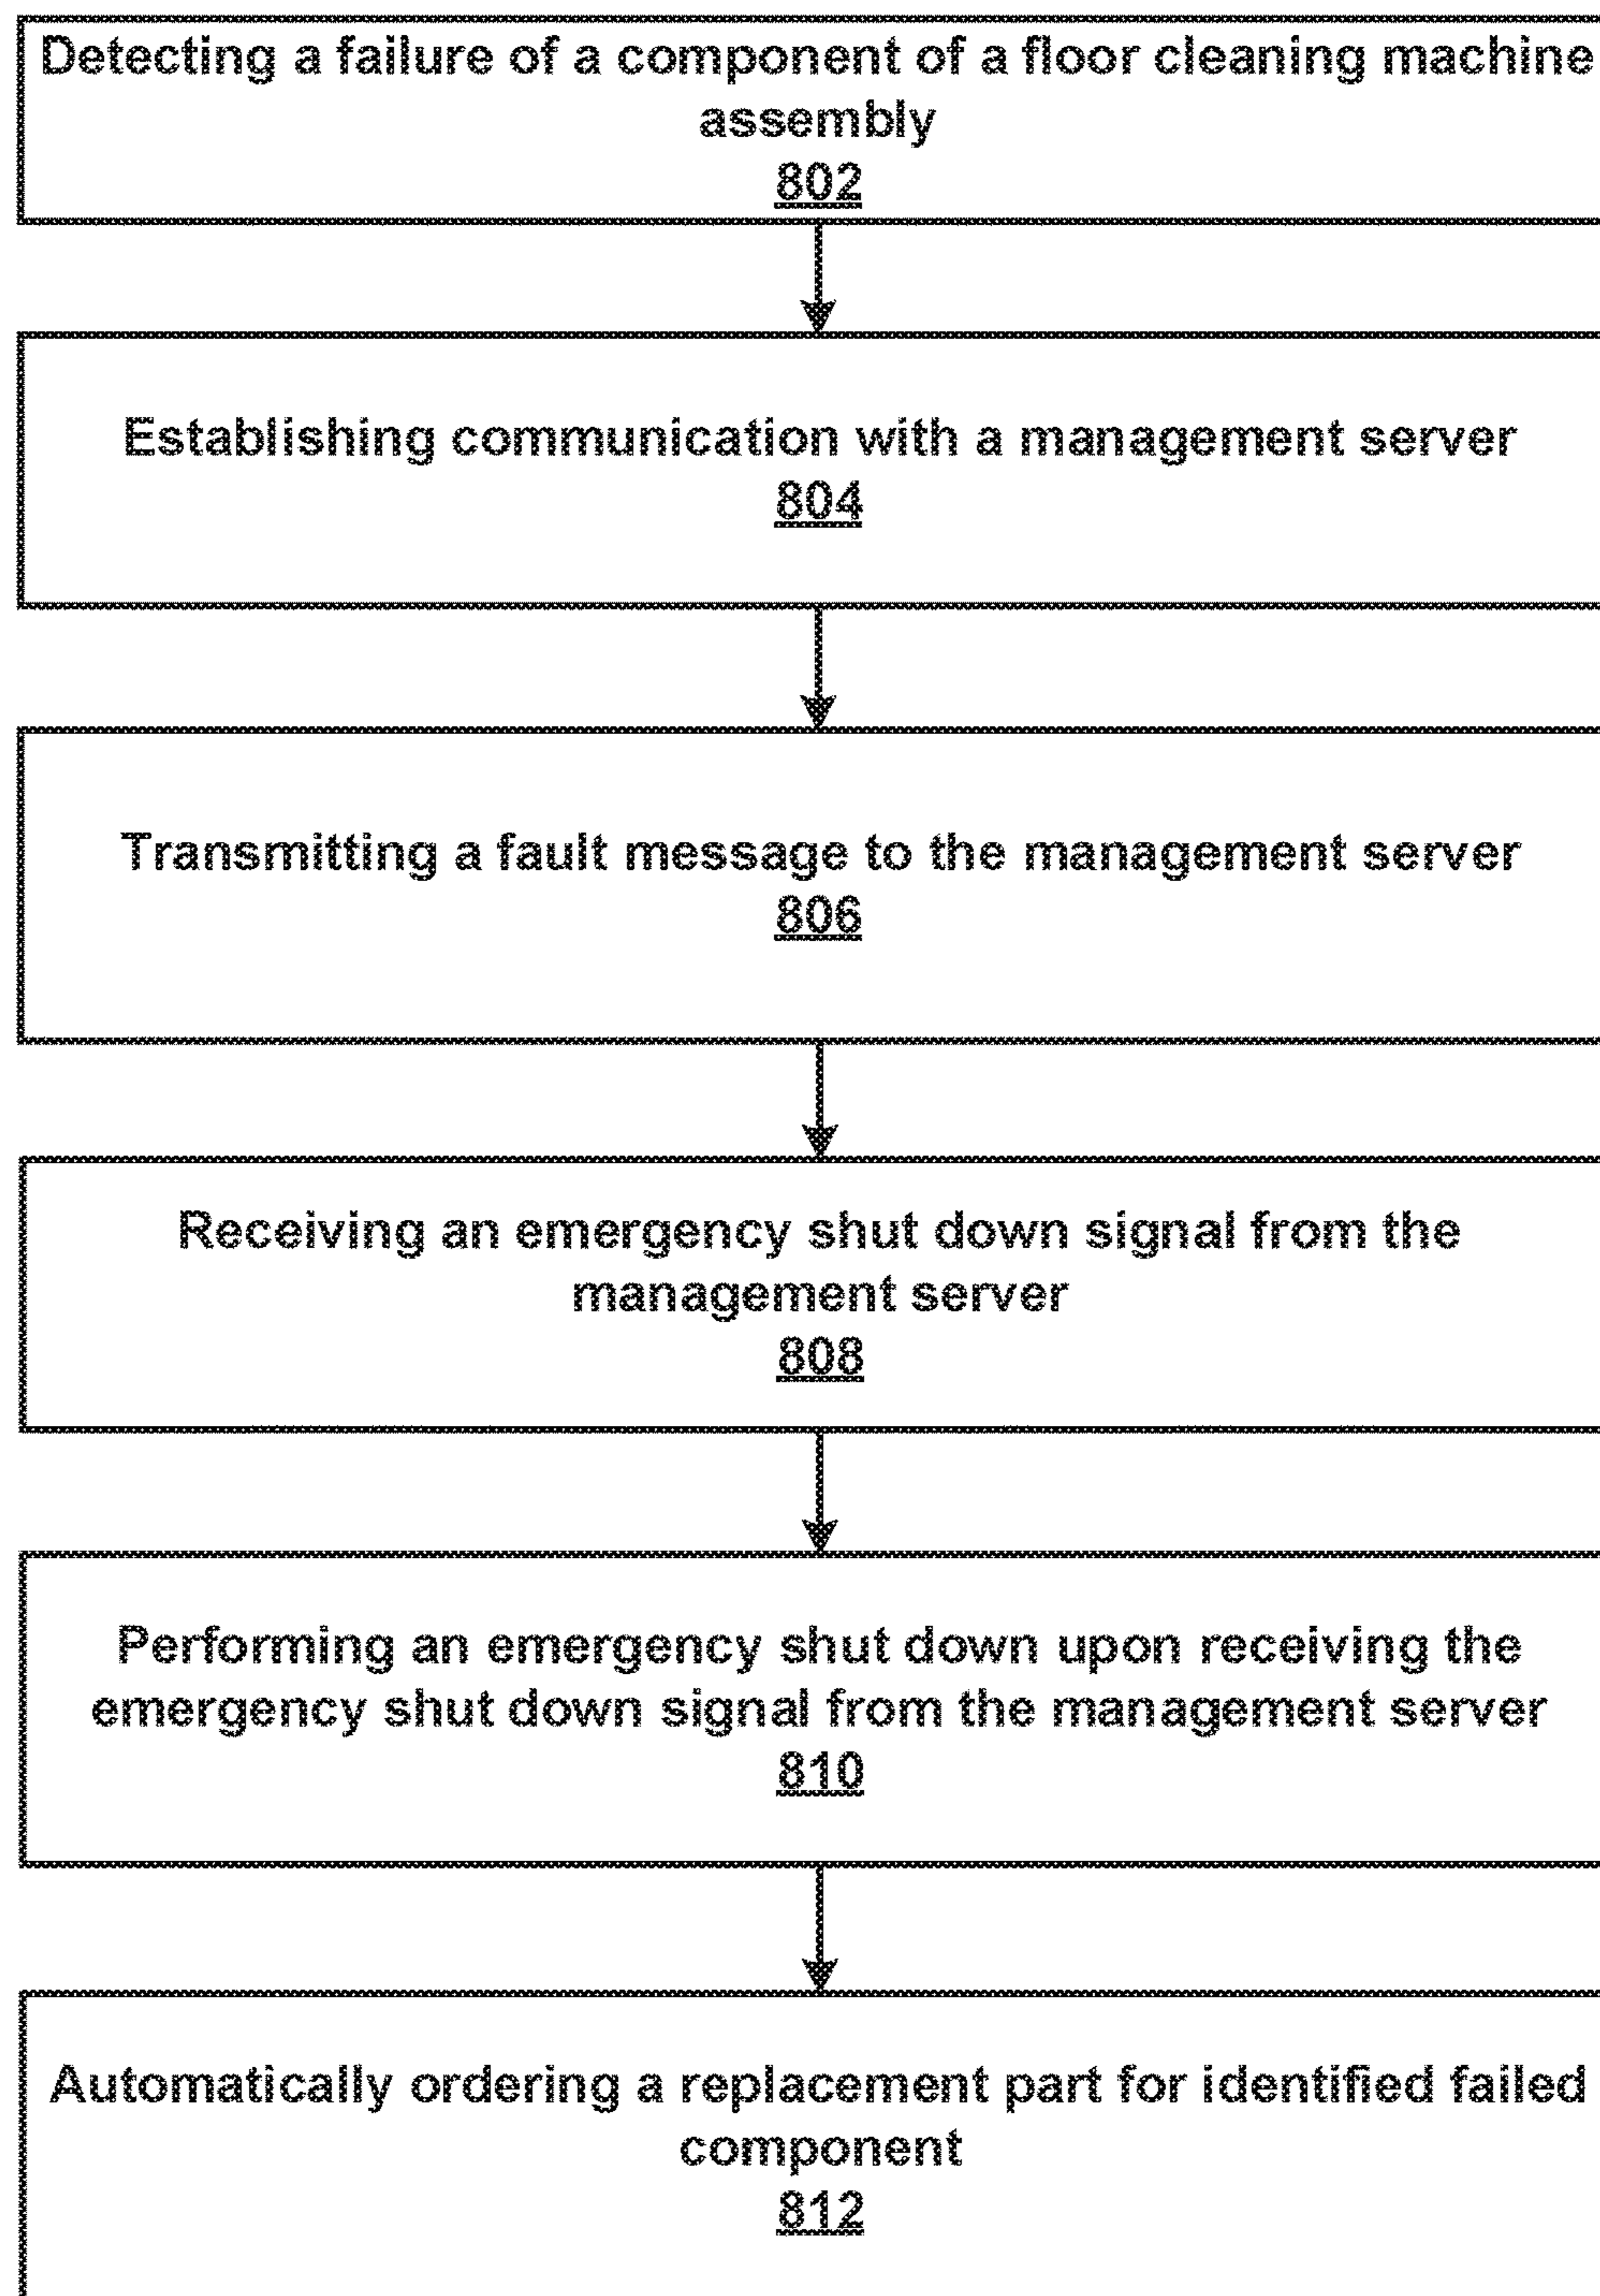 Detecting a failure of a component of a floor cleaning machine
assembly
802
Establishing communication with a management server
804
Transmitting a fault message to the management server
806
Receiving an emergency shut down signal from the
management server
808
Performing an emergency shut down upon receiving the
emergency shut down signal from the management server
810
Automatically ordering a replacement part for identified failed
component
812